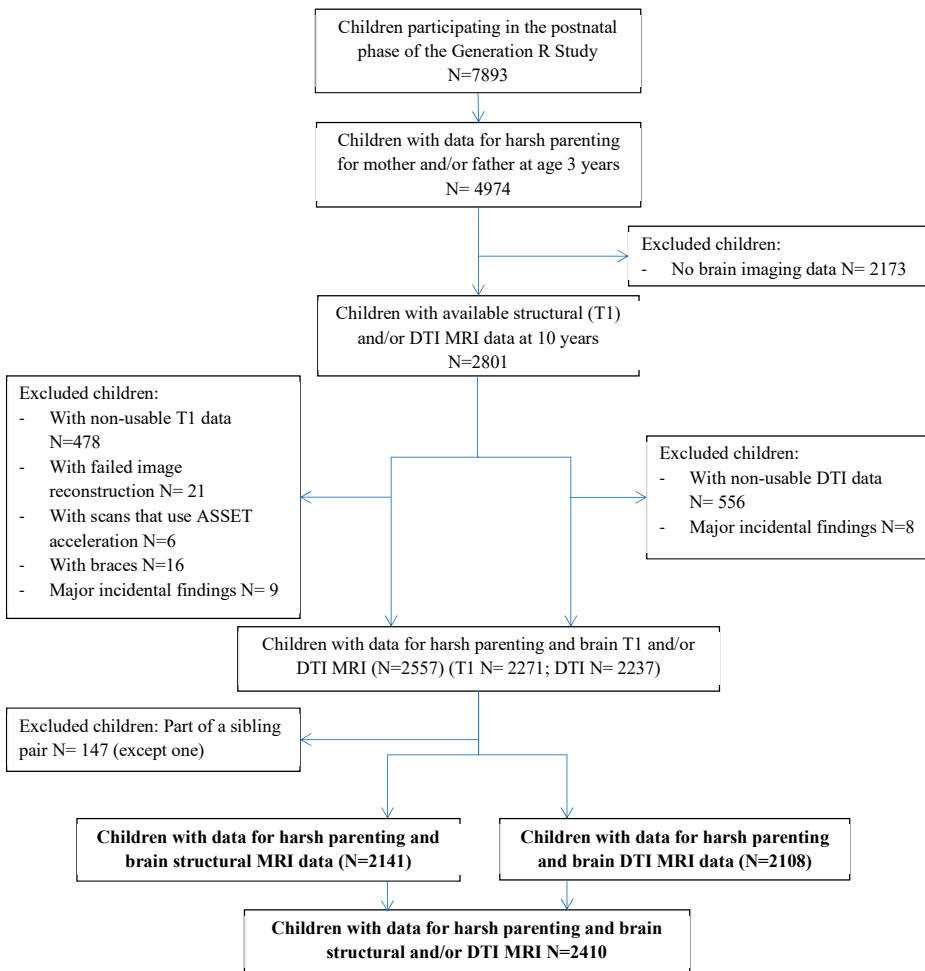 Children participating in the postnatal
phase of the Generation R Study
N=7893
Children with data for harsh parenting
for mother and/or father at age 3 years
N= 4974
Excluded children:
- No brain imaging data N= 2173
Children with available structural (T1)
and/or DTI MRI data at 10 years
N=2801
Excluded children:
- With non-usable T1 data
N=478
- With failed image
reconstruction N= 21
- With scans that use ASSET
acceleration N=6
- With braces N=16
- Major incidental findings N= 9
Excluded children:
- With non-usable DTI data
N= 556
- Major incidental findings N=8
Children with data for harsh parenting and brain T1 and/or
DTI MRI (N=2557) (T1 N= 2271; DTI N= 2237)
Excluded children: Part of a sibling
pair N= 147 (except one)
Children with data for harsh parenting and
brain structural MRI data (N=2141)
Children with data for harsh parenting
and brain DTI MRI data (N=2108)
Children with data for harsh parenting and brain
structural and/or DTI MRI N=2410